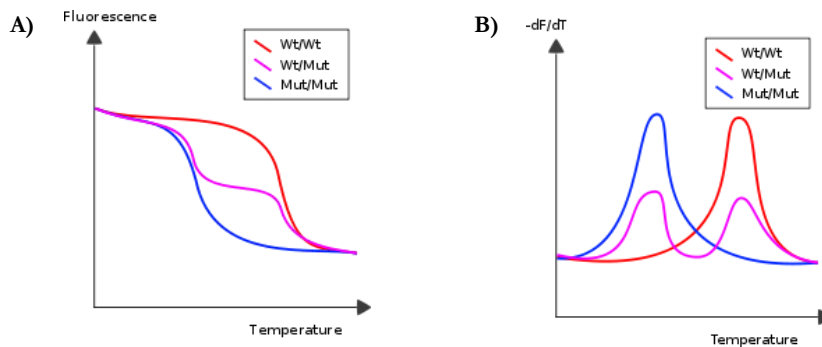 A)
Fluorescence
Wt/Wt
Wt/Mut
Mut/Mut
Temperature
B)
-dF/dT
Wt/Wt
Wt/Mut
Mut/Mut
Temperature